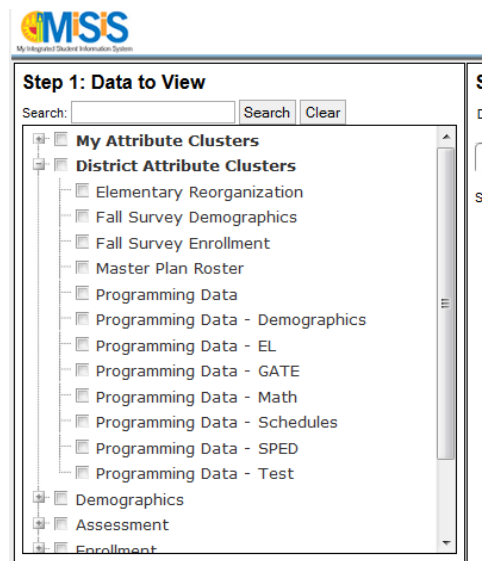 MiSiS
My Integrated Student Information System
Step 1: Data to View
Search: Search Clear
My Attribute Clusters
District Attribute Clusters
Elementary Reorganization
Fall Survey Demographics
Fall Survey Enrollment
Master Plan Roster
Programming Data
Programming Data - Demographics
Programming Data - EL
Programming Data - GATE
Programming Data - Math
Programming Data - Schedules
Programming Data - SPED
Programming Data - Test
Demographics
Assessment
Enrollment